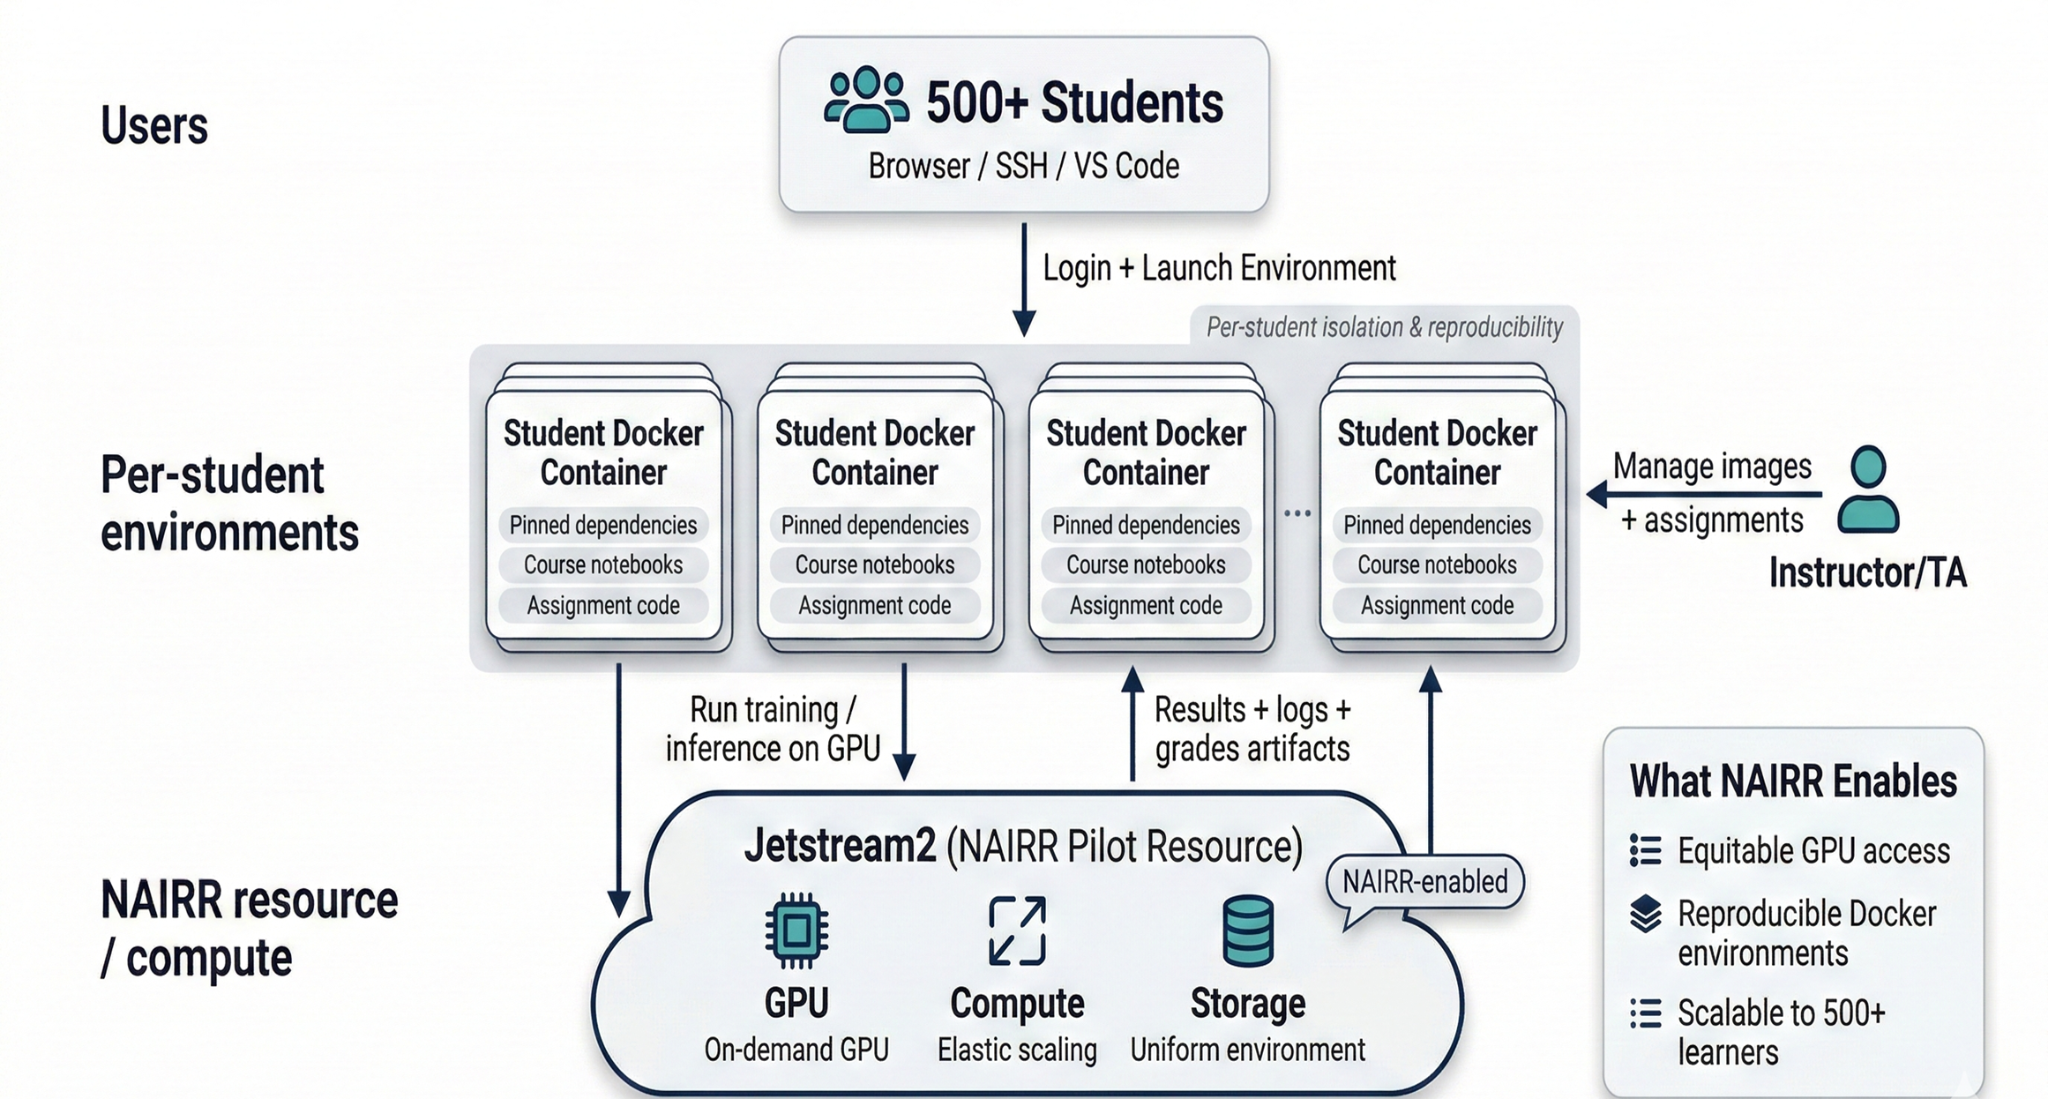 Users
500+ Students
Browser / SSH / VS Code
Login + Launch Environment
Per-student isolation & reproducibility
Per-student
environments
Student Docker
Container
Pinned dependencies
Course notebooks
Assignment code
Student Docker
Container
Pinned dependencies
Course notebooks
Assignment code
Student Docker
Container
Pinned dependencies
Course notebooks
Assignment code
...
Student Docker
Container
Pinned dependencies
Course notebooks
Assignment code
Manage images
+ assignments
Instructor/TA
Run training /
inference on GPU
Results + logs +
grades artifacts
NAIRR resource
/ compute
Jetstream2 (NAIRR Pilot Resource)
NAIRR-enabled
GPU
On-demand GPU
Compute
Elastic scaling
Storage
Uniform environment
What NAIRR Enables
Equitable GPU access
Reproducible Docker
environments
Scalable to 500+
learners